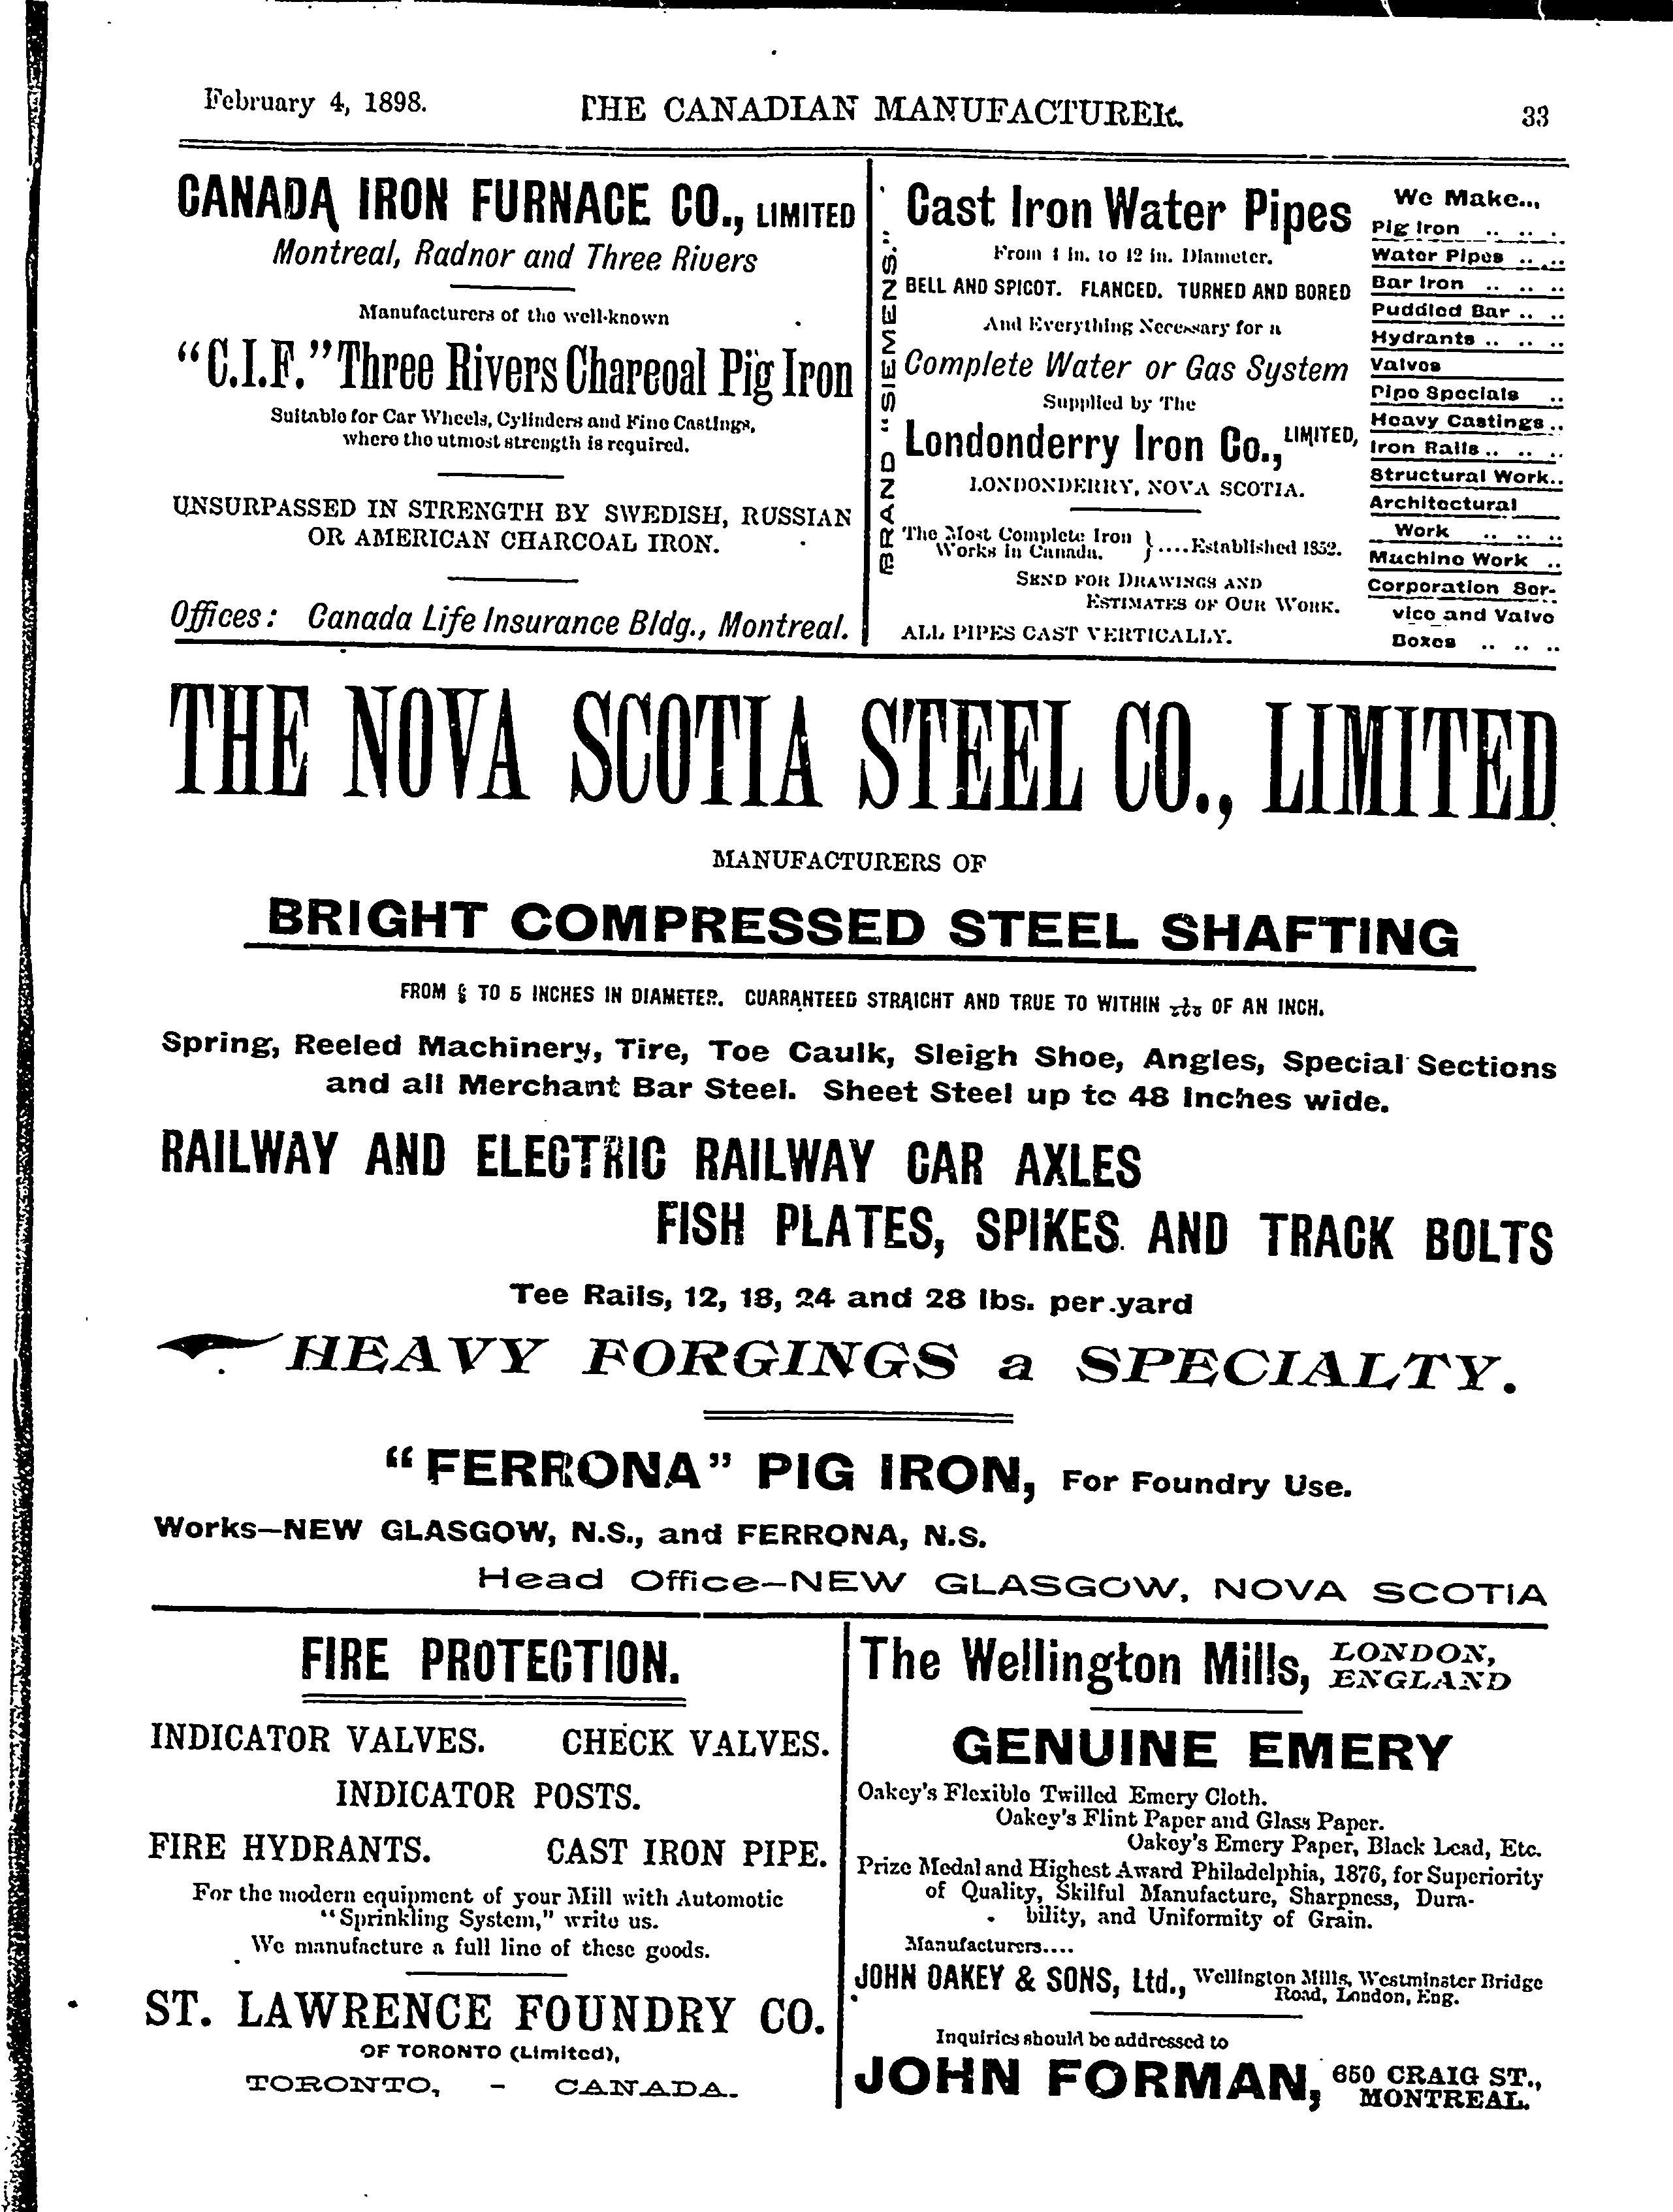 February 4, 1898.
THE CANADIAN MANUFACTURER.
33
CANADA IRON FURNACE CO., LIMITED
Montreal, Radnor and Three Rivers
Manufacturers of the well-known
"C.I.F." Three Rivers Charcoal Pig Iron
Suitable for Car Wheels, Cylinders and Fine Castings,
where the utmost strength is required.
UNSURPASSED IN STRENGTH BY SWEDISH, RUSSIAN
OR AMERICAN CHARCOAL IRON.
Offices: Canada Life Insurance Bldg., Montreal.
BRAND "SIEMENS."
Cast Iron Water Pipes
From 4 in. to 12 in. Diameter.
BELL AND SPIGOT. FLANGED. TURNED AND BORED
And Everything Necessary for a
Complete Water or Gas System
Supplied by The
Londonderry Iron Co., LIMITED,
LONDONDERRY, NOVA SCOTIA.
The Most Complete Iron
Works in Canada. } ....Established 1852.
SEND FOR DRAWINGS AND
ESTIMATES OF OUR WORK.
ALL PIPES CAST VERTICALLY.
We Make...
Pig Iron .. .. .
Water Pipes .. ..
Bar Iron .. .. ..
Puddled Bar .. ..
Hydrants .. .. ..
Valves
Pipe Specials ..
Heavy Castings ..
Iron Rails .. .. ..
Structural Work..
Architectural
Work .. .. ..
Machine Work ..
Corporation Ser-
vice and Valve
Boxes .. .. ..
THE NOVA SCOTIA STEEL CO., LIMITED
MANUFACTURERS OF
BRIGHT COMPRESSED STEEL SHAFTING
FROM TO 5 INCHES IN DIAMETER. GUARANTEED STRAIGHT AND TRUE TO WITHIN OF AN INCH.
Spring, Reeled Machinery, Tire, Toe Caulk, Sleigh Shoe, Angles, Special Sections
and all Merchant Bar Steel. Sheet Steel up to 48 Inches wide.
RAILWAY AND ELECTRIC RAILWAY CAR AXLES
FISH PLATES, SPIKES AND TRACK BOLTS
Tee Rails, 12, 18, 24 and 28 lbs. per yard
HEAVY FORGINGS a SPECIALTY.
"FERRONA" PIG IRON, For Foundry Use.
Works—NEW GLASGOW, N.S., and FERRONA, N.S.
Head Office—NEW GLASGOW, NOVA SCOTIA
FIRE PROTECTION.
INDICATOR VALVES. CHECK VALVES.
INDICATOR POSTS.
FIRE HYDRANTS. CAST IRON PIPE.
For the modern equipment of your Mill with Automotic
"Sprinkling System," write us.
We manufacture a full line of these goods.
ST. LAWRENCE FOUNDRY CO.
OF TORONTO (Limited),
TORONTO, - CANADA.
The Wellington Mills, LONDON,
ENGLAND
GENUINE EMERY
Oakey's Flexible Twilled Emery Cloth.
Oakey's Flint Paper and Glass Paper.
Oakey's Emery Paper, Black Lead, Etc.
Prize Medal and Highest Award Philadelphia, 1876, for Superiority
of Quality, Skilful Manufacture, Sharpness, Dura-
bility, and Uniformity of Grain.
Manufacturers....
JOHN OAKEY & SONS, Ltd., Wellington Mills, Westminster Bridge
Road, London, Eng.
Inquiries should be addressed to
JOHN FORMAN, 650 CRAIG ST.,
MONTREAL.